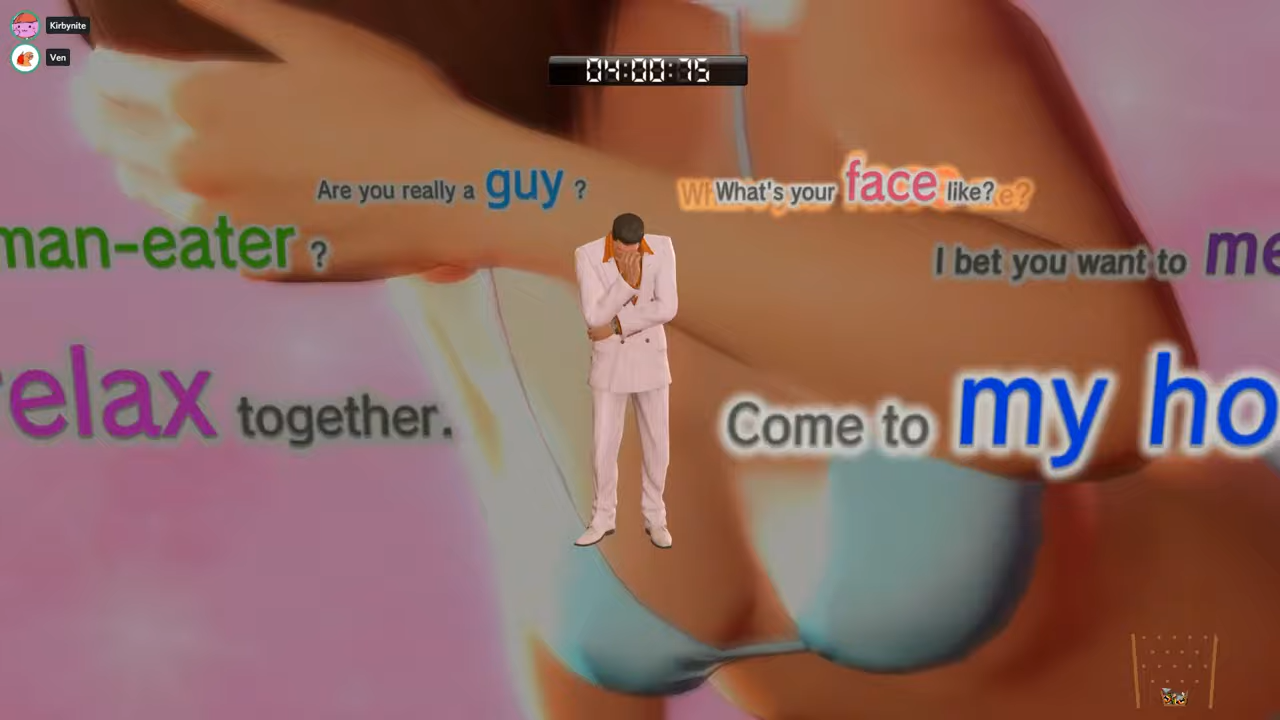 Kirbynite
Ven
04:00:75
Are you really a guy ?
What's your face like?
man-eater ?
I bet you want to me
relax together.
Come to my ho